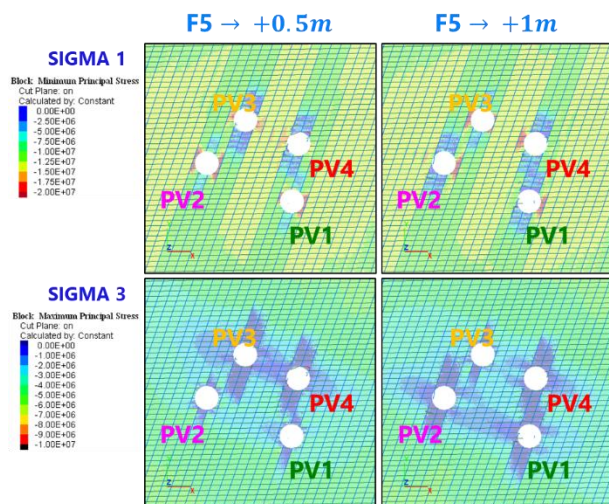 F5 → +0.5m
F5 → +1m
SIGMA 1
Block: Minimum Principal Stress
Cut Plane: on
Calculated by: Constant
0.00E+00
-2.50E+06
-5.00E+06
-7.50E+06
-1.00E+07
-1.25E+07
-1.50E+07
-1.75E+07
-2.00E+07
PV3
PV4
PV2
PV1
z
x
PV3
PV4
PV2
PV1
z
x
SIGMA 3
Block: Maximum Principal Stress
Cut Plane: on
Calculated by: Constant
0.00E+00
-1.00E+06
-2.00E+06
-3.00E+06
-4.00E+06
-5.00E+06
-6.00E+06
-7.00E+06
-8.00E+06
-9.00E+06
-1.00E+07
PV3
PV4
PV2
PV1
z
x
PV3
PV4
PV2
PV1
z
x